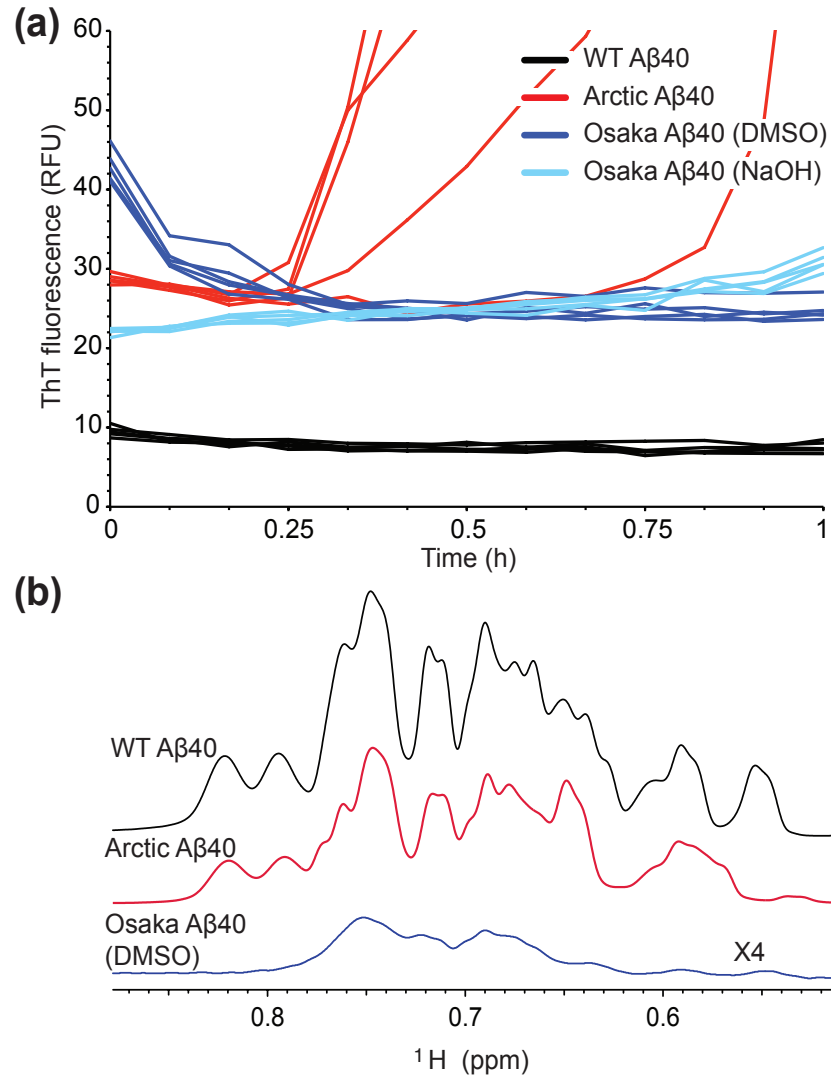 (a)
60
50
40
30
20
10
0
ThT fluorescence (RFU)
WT Aβ40
Arctic Aβ40
Osaka Aβ40 (DMSO)
Osaka Aβ40 (NaOH)
0
0.25
0.5
0.75
1
Time (h)
(b)
WT Aβ40
Arctic Aβ40
Osaka Aβ40
(DMSO)
X4
0.8
0.7
0.6
¹H (ppm)